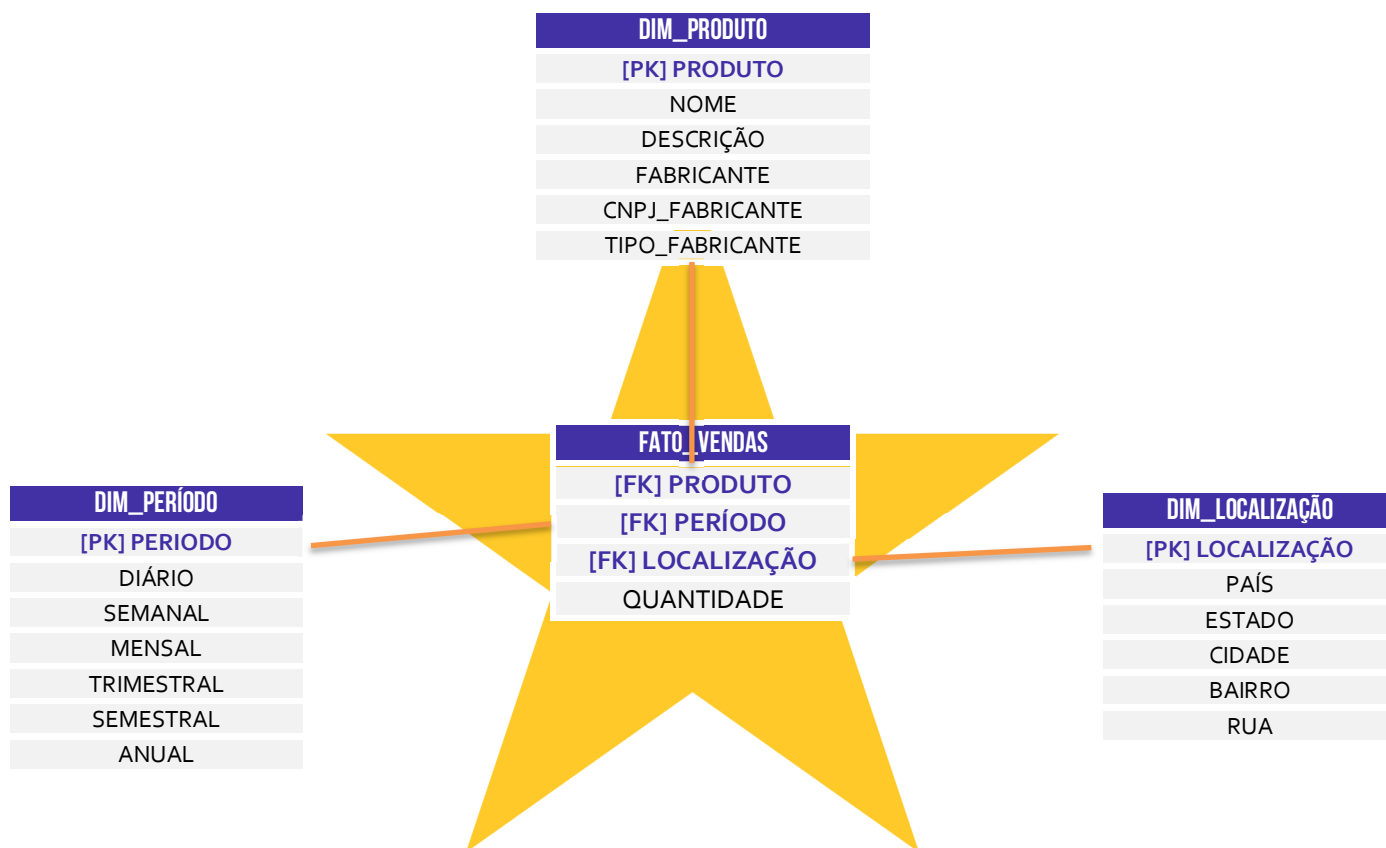 DIM_PRODUTO
[PK] PRODUTO
NOME
DESCRIÇÃO
FABRICANTE
CNPJ_FABRICANTE
TIPO_FABRICANTE
FATO_VENDAS
[FK] PRODUTO
[FK] PERÍODO
[FK] LOCALIZAÇÃO
QUANTIDADE
DIM_PERÍODO
[PK] PERIODO
DIÁRIO
SEMANAL
MENSAL
TRIMESTRAL
SEMESTRAL
ANUAL
DIM_LOCALIZAÇÃO
[PK] LOCALIZAÇÃO
PAÍS
ESTADO
CIDADE
BAIRRO
RUA